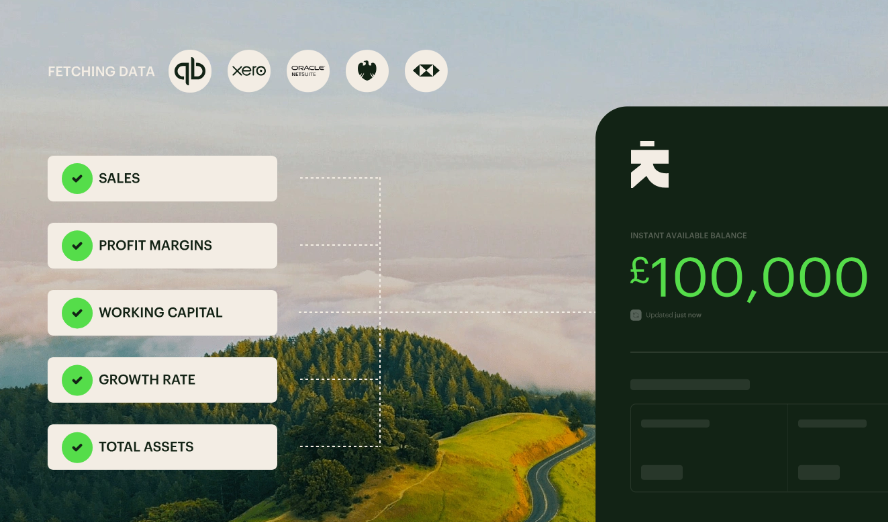 FETCHING DATA
qb
xero
ORACLE
NETSUITE
SALES
PROFIT MARGINS
WORKING CAPITAL
GROWTH RATE
TOTAL ASSETS
INSTANT AVAILABLE BALANCE
£100,000
Updated just now